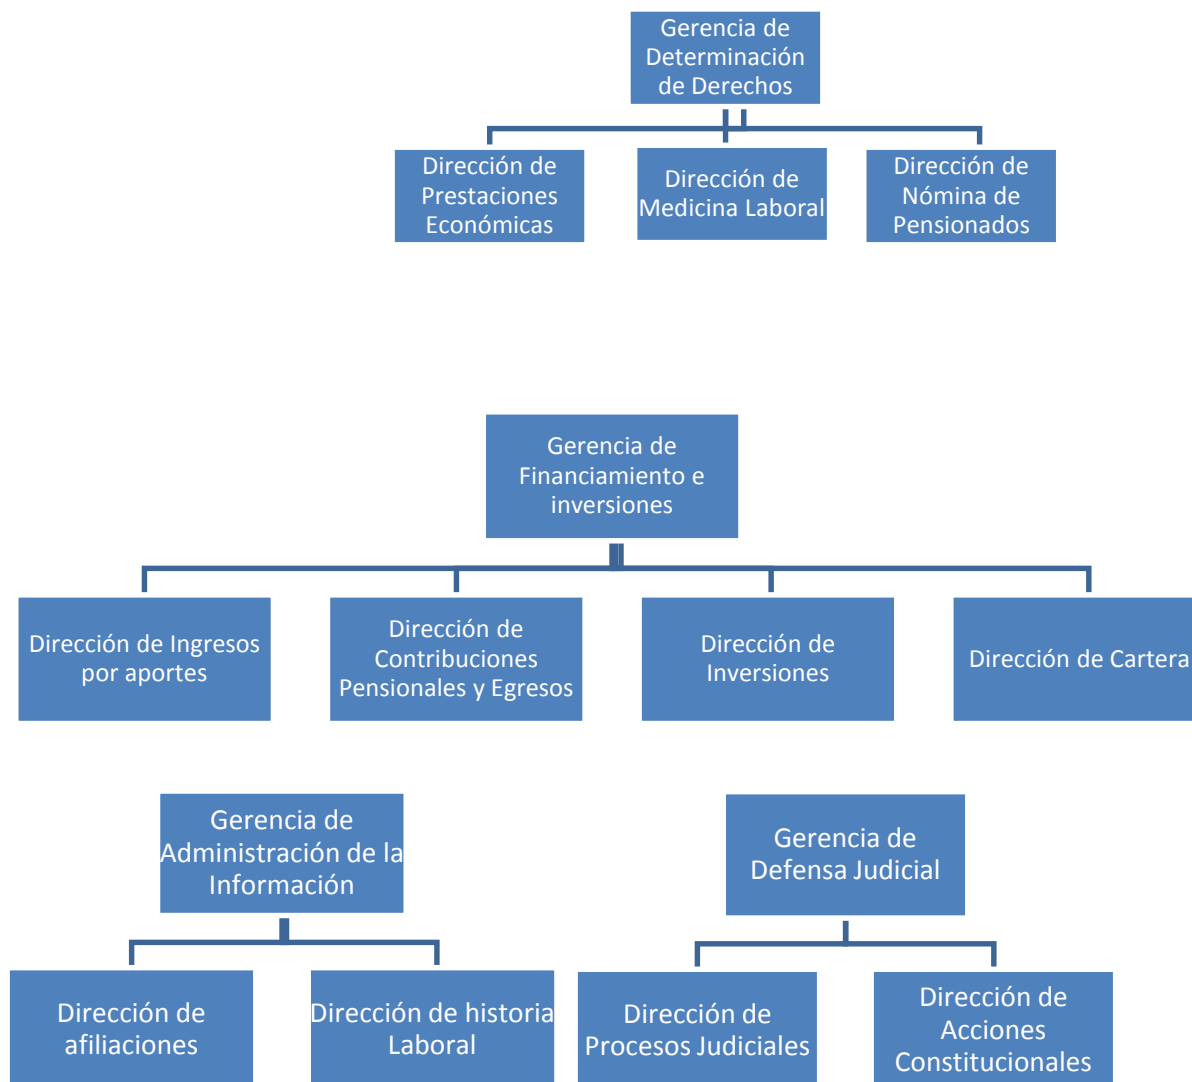 Gerencia de
Determinación
de Derechos
Dirección de
Prestaciones
Económicas
Dirección de
Medicina Laboral
Dirección de
Nómina de
Pensionados
Gerencia de
Financiamiento e
inversiones
Dirección de Ingresos
por aportes
Dirección de
Contribuciones
Pensionales y Egresos
Dirección de
Inversiones
Dirección de Cartera
Gerencia de
Administración de la
Información
Gerencia de
Defensa Judicial
Dirección de
afiliaciones
Dirección de historia
Laboral
Dirección de
Procesos Judiciales
Dirección de
Acciones
Constitucionales